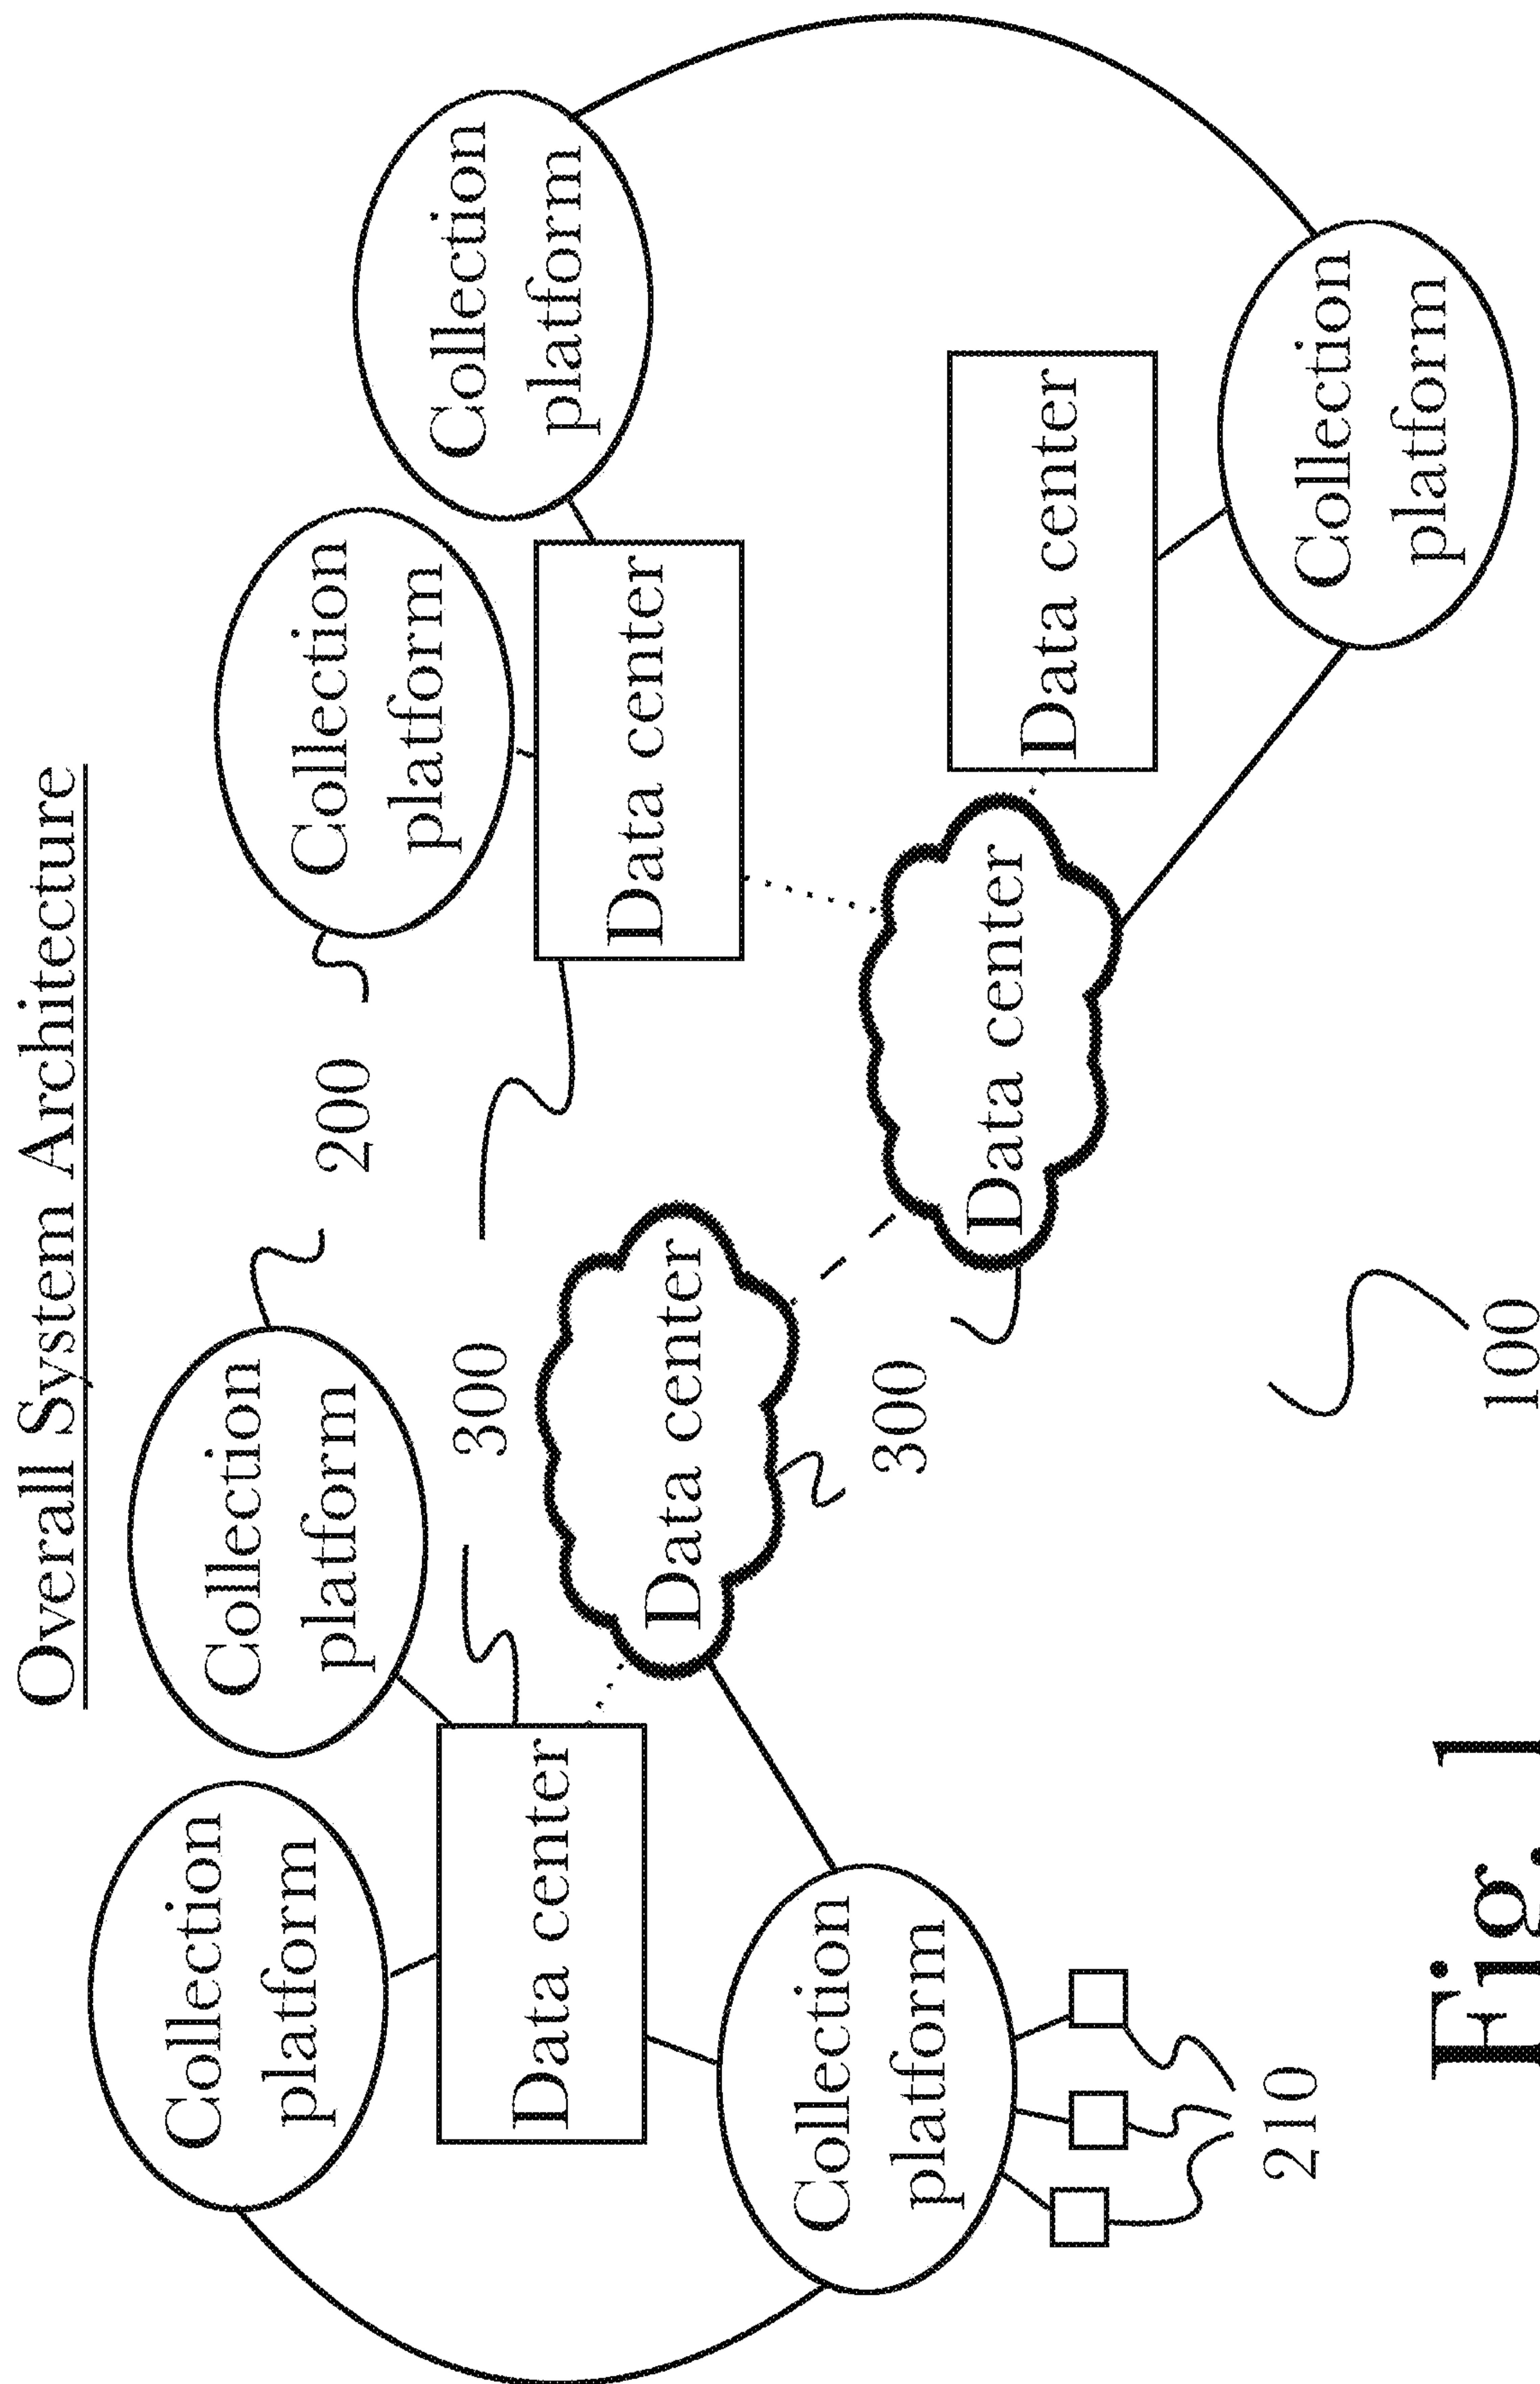 Overall System Architecture
Collection
platform
Collection
platform
200
Collection
platform
Collection
platform
300
Data center
Data center
Data center
Collection
platform
300
Data center
Data center
210
Collection
platform
100
Fig. 1